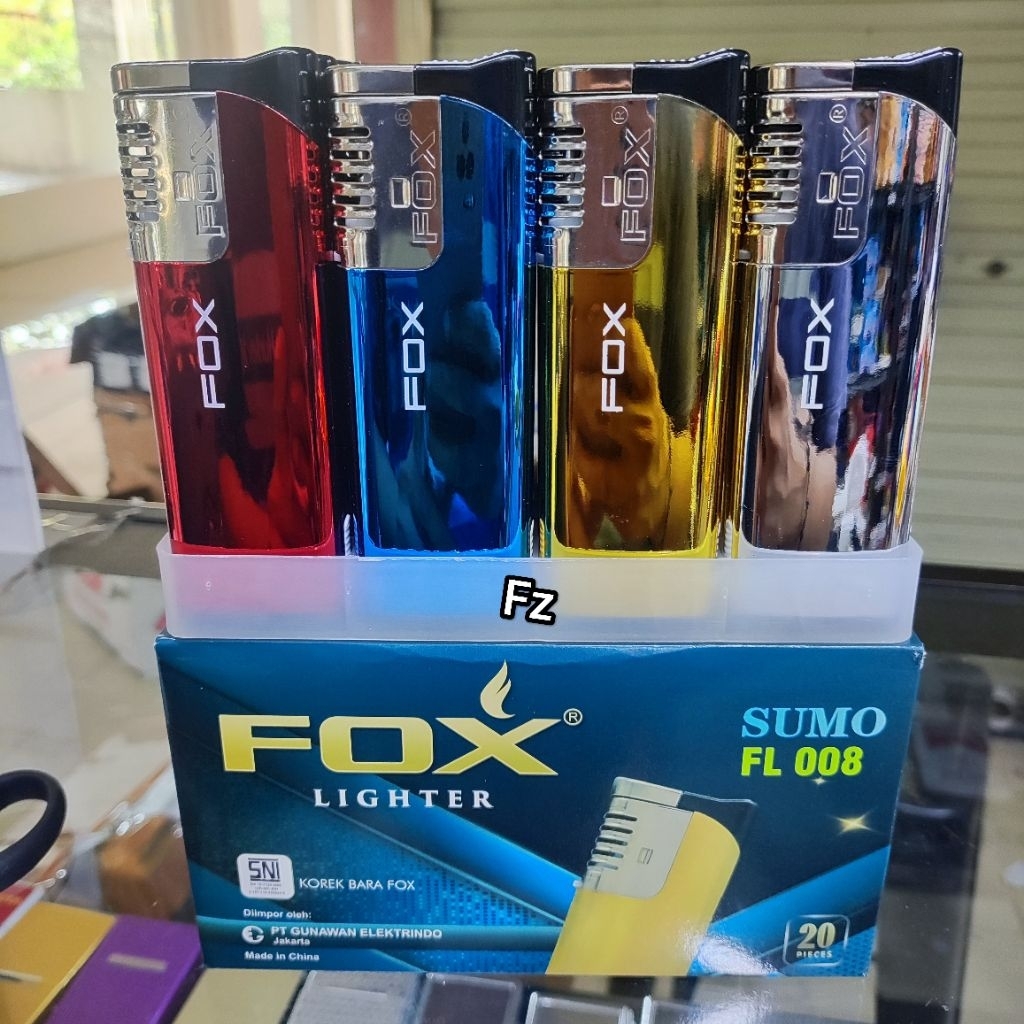 FOX
FOX ®
FOX ®
FOX ®
FOX
FOX
FOX
FOX
Fz
FOX ®
LIGHTER
SUMO
FL 008
SNI
KOREK BARA FOX
Diimpor oleh:
PT GUNAWAN ELEKTRINDO
Jakarta
Made in China
20
PIECES